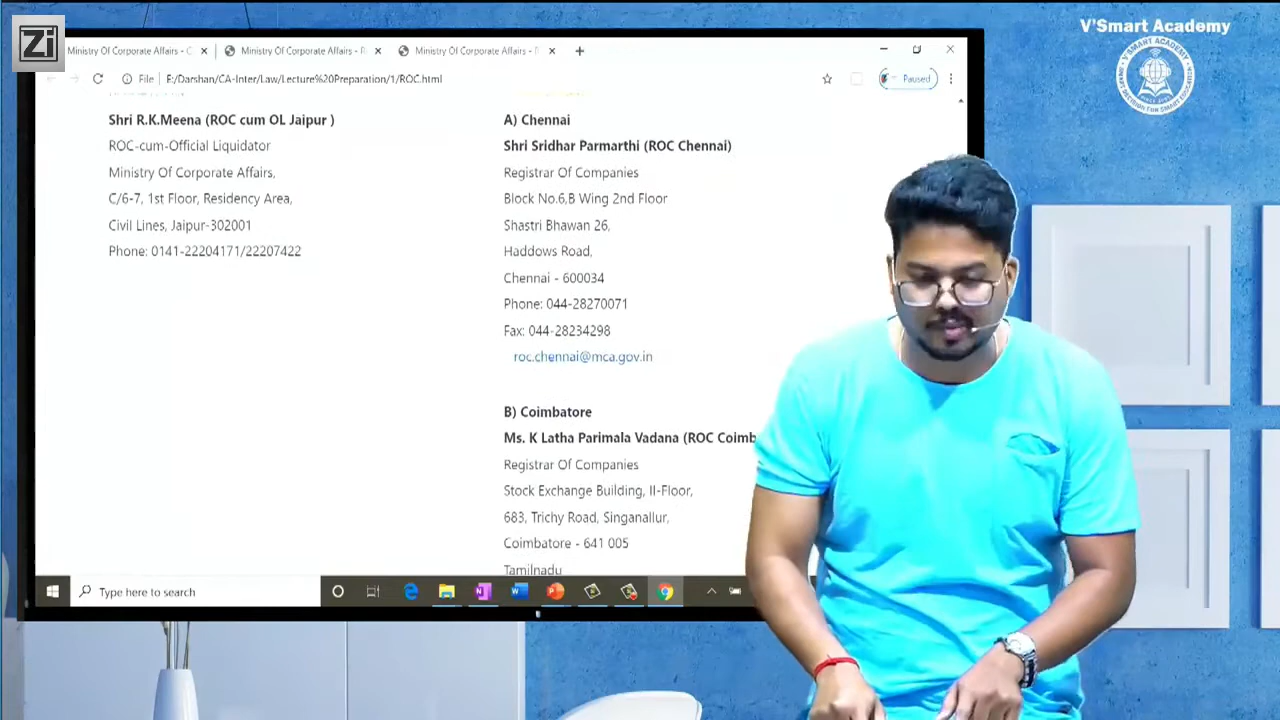 Zi
V'Smart Academy
Ministry Of Corporate Affairs - C
Ministry Of Corporate Affairs - R
Ministry Of Corporate Affairs - R
File
E:/Darshan/CA-Inter/Law/Lecture%20Preparation/1/ROC.html
Paused
Shri R.K.Meena (ROC cum OL Jaipur )
ROC-cum-Official Liquidator
Ministry Of Corporate Affairs,
C/6-7, 1st Floor, Residency Area,
Civil Lines, Jaipur-302001
Phone: 0141-22204171/22207422
A) Chennai
Shri Sridhar Parmarthi (ROC Chennai)
Registrar Of Companies
Block No.6,B Wing 2nd Floor
Shastri Bhawan 26,
Haddows Road,
Chennai - 600034
Phone: 044-28270071
Fax: 044-28234298
roc.chennai@mca.gov.in
B) Coimbatore
Ms. K Latha Parimala Vadana (ROC Coimb
Registrar Of Companies
Stock Exchange Building, II-Floor,
683, Trichy Road, Singanallur,
Coimbatore - 641 005
Tamilnadu
Type here to search